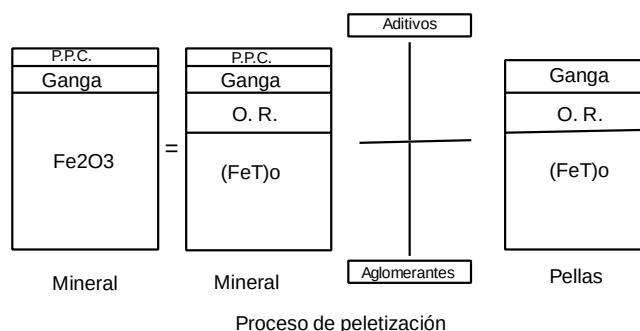 Aditivos
P.P.C.
Ganga
Fe2O3
Mineral
=
P.P.C.
Ganga
O. R.
(FeT)o
Mineral
Aglomerantes
Ganga
O. R.
(FeT)o
Pellas
Proceso de peletización